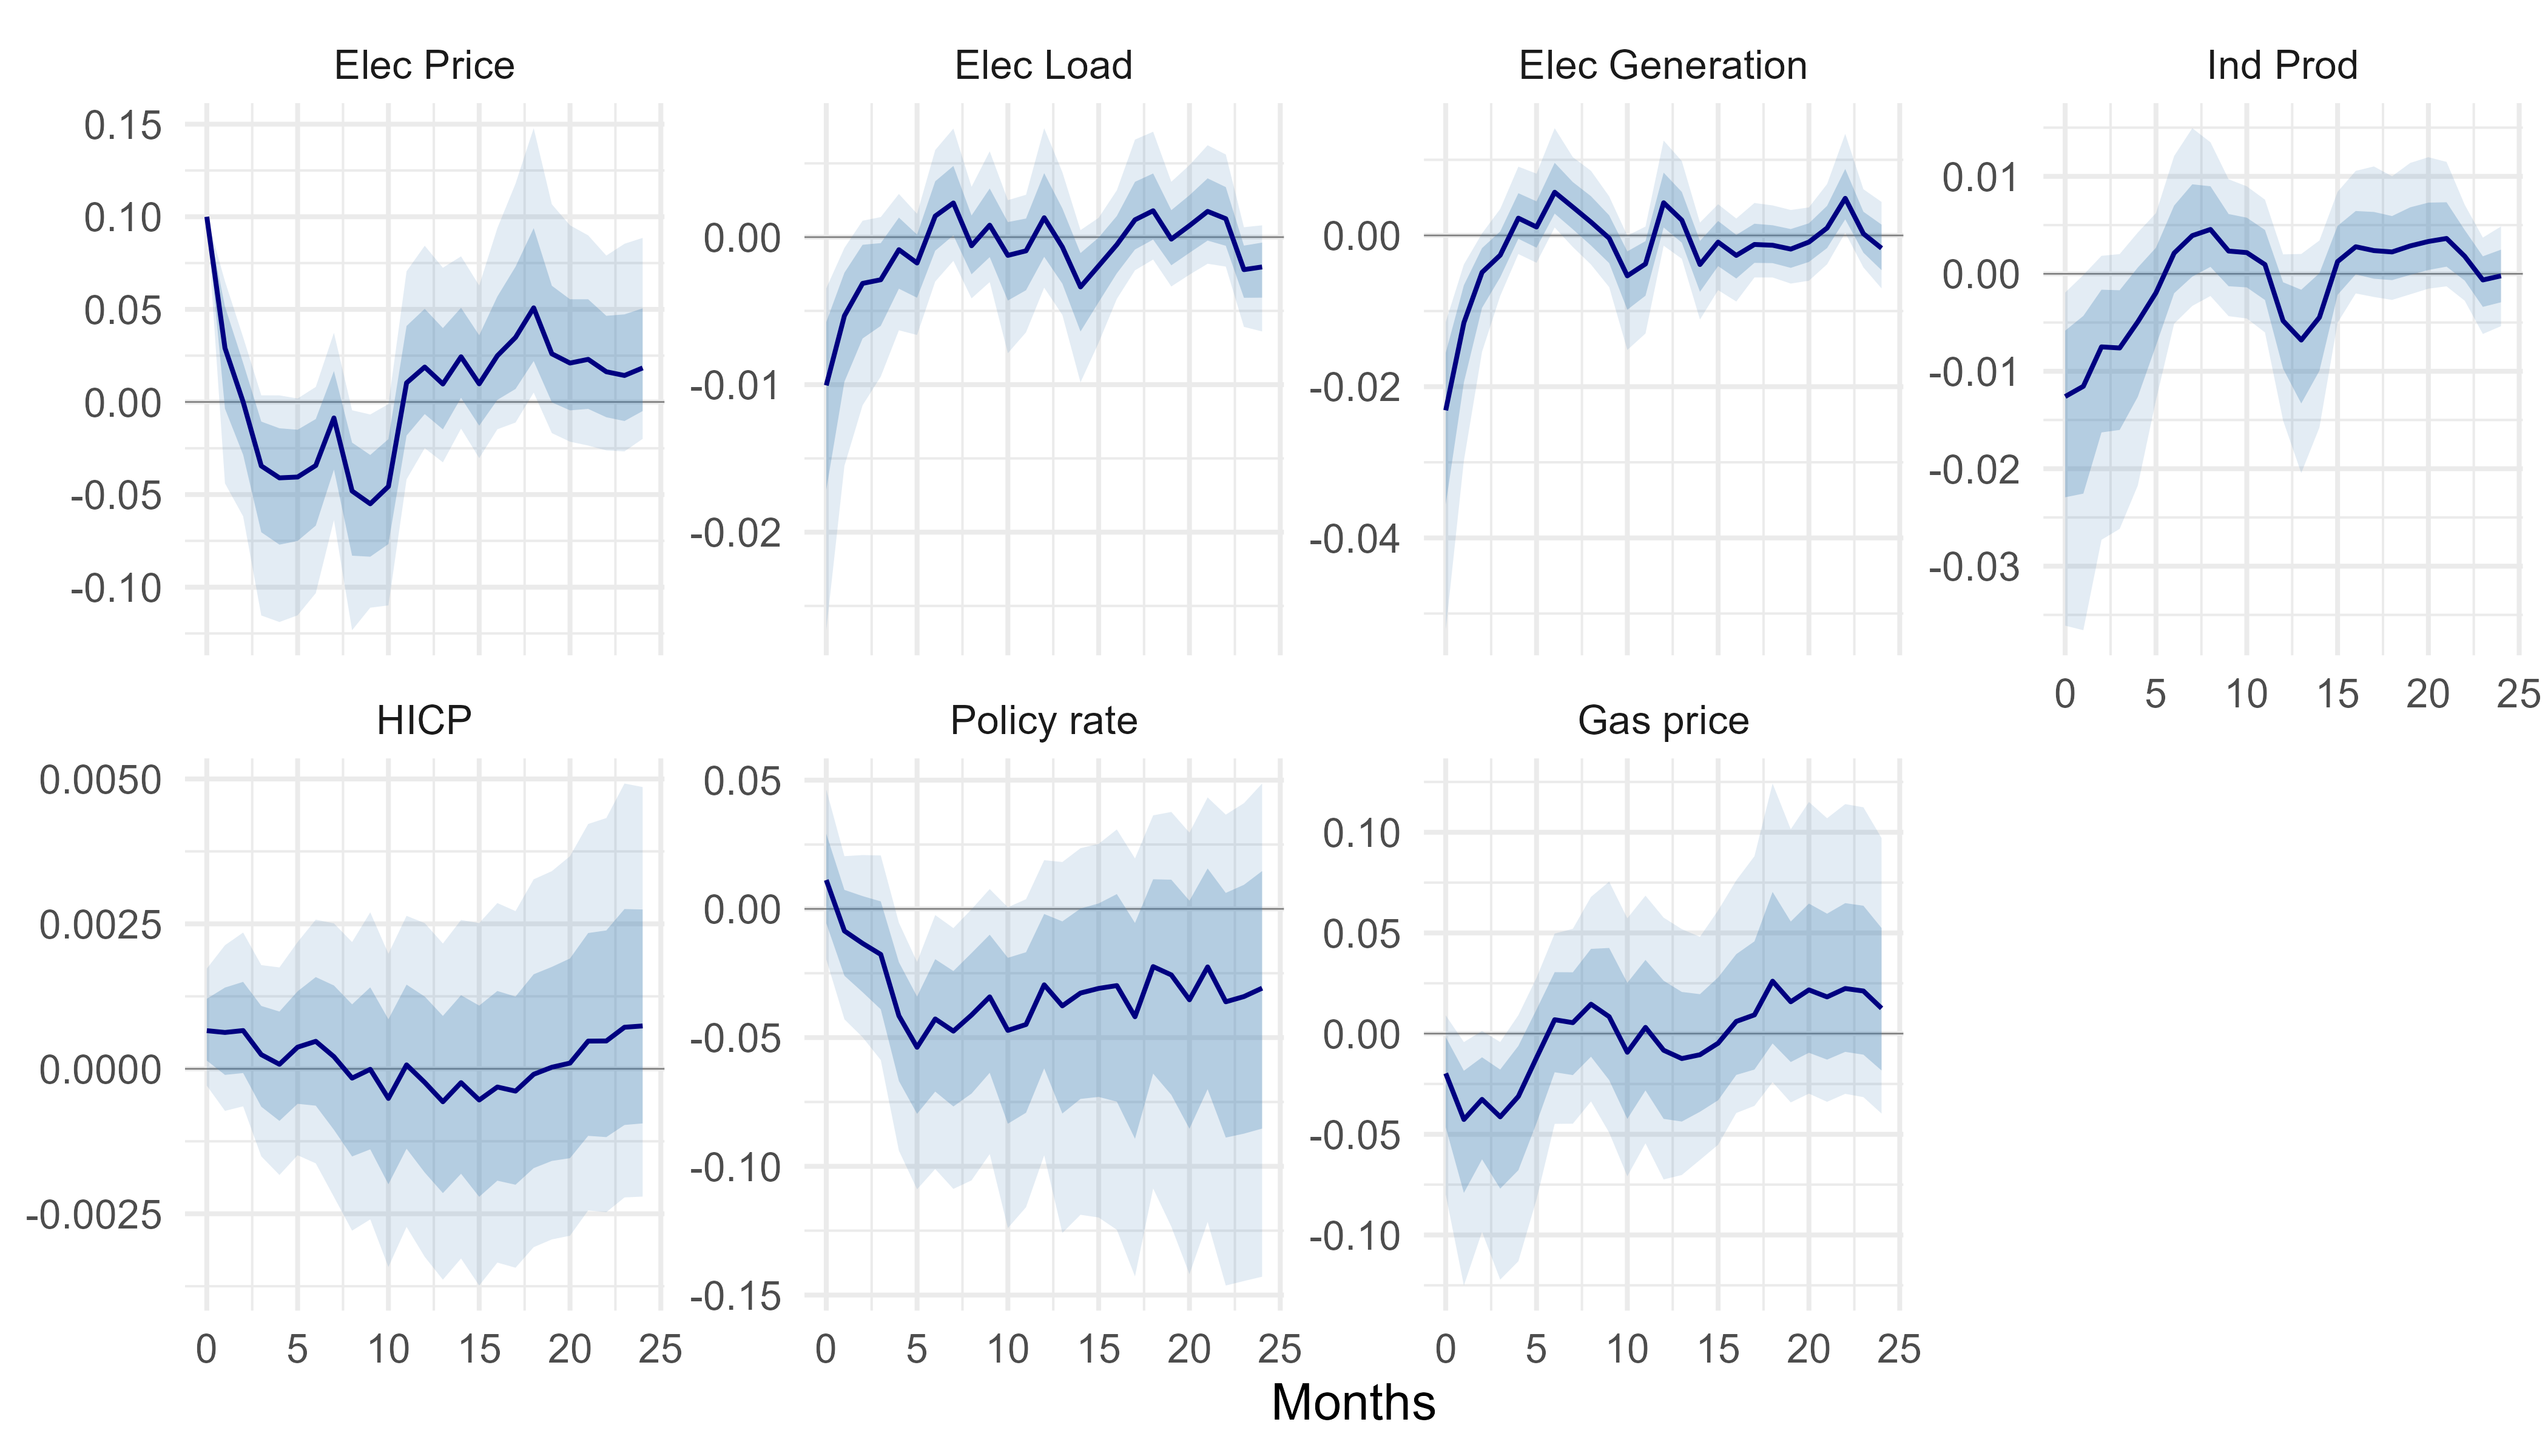 Elec Price
Elec Load
Elec Generation
Ind Prod
0.15
0.10
0.05
0.00
-0.05
-0.10
0.00
-0.01
-0.02
0.00
-0.02
-0.04
0.01
0.00
-0.01
-0.02
-0.03
0 5 10 15 20 25
HICP
Policy rate
Gas price
0.0050
0.0025
0.0000
-0.0025
0.05
0.00
-0.05
-0.10
-0.15
0.10
0.05
0.00
-0.05
-0.10
0 5 10 15 20 25
0 5 10 15 20 25
0 5 10 15 20 25
Months